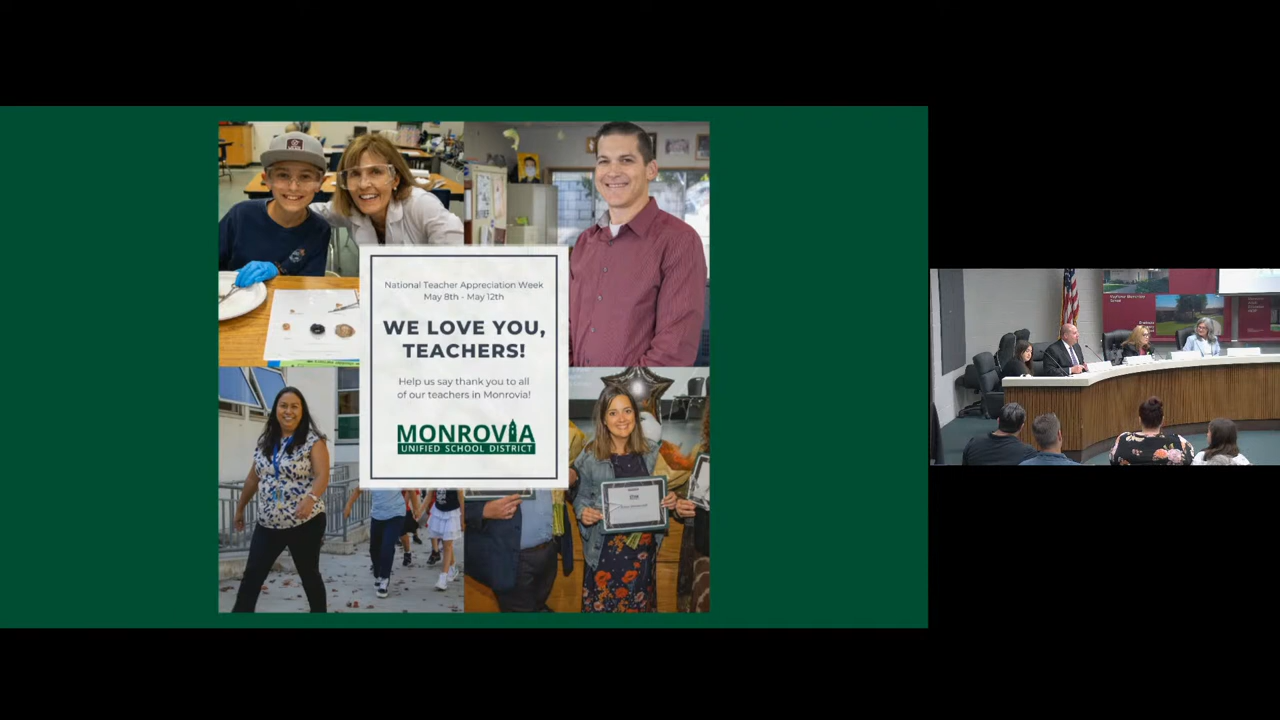 National Teacher Appreciation Week
May 8th - May 12th
WE LOVE YOU,
TEACHERS!
Help us say thank you to all
of our teachers in Monrovia!
MONROVIA
UNIFIED SCHOOL DISTRICT